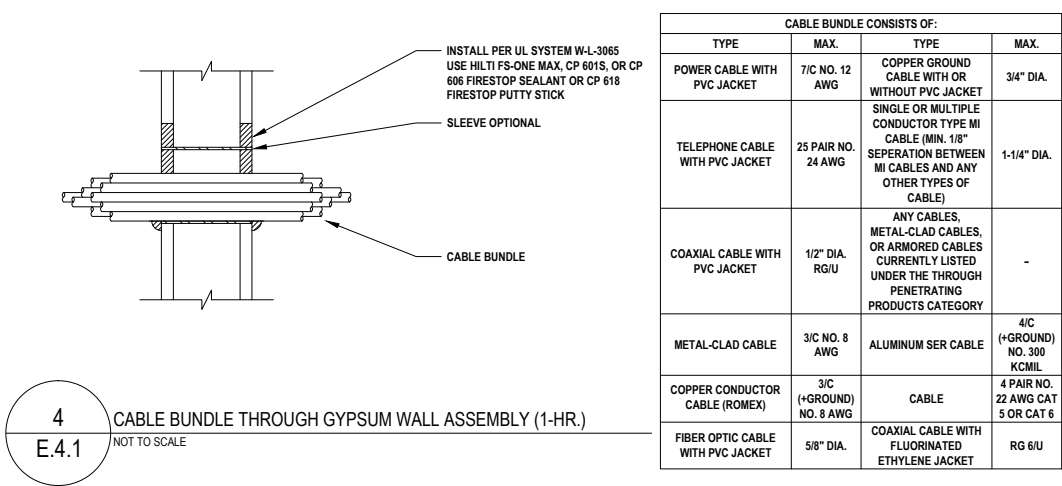 INSTALL PER UL SYSTEM W-L-3065
USE HILTI FS-ONE MAX, CP 601S, OR CP
606 FIRESTOP SEALANT OR CP 618
FIRESTOP PUTTY STICK
SLEEVE OPTIONAL
CABLE BUNDLE
4
E.4.1
CABLE BUNDLE THROUGH GYPSUM WALL ASSEMBLY (1-HR.)
NOT TO SCALE
CABLE BUNDLE CONSISTS OF:
TYPE
MAX.
TYPE
MAX.
POWER CABLE WITH
PVC JACKET
7/C NO. 12
AWG
COPPER GROUND
CABLE WITH OR
WITHOUT PVC JACKET
3/4" DIA.
TELEPHONE CABLE
WITH PVC JACKET
25 PAIR NO.
24 AWG
SINGLE OR MULTIPLE
CONDUCTOR TYPE MI
CABLE (MIN. 1/8"
SEPERATION BETWEEN
MI CABLES AND ANY
OTHER TYPES OF
CABLE)
1-1/4" DIA.
COAXIAL CABLE WITH
PVC JACKET
1/2" DIA.
RG/U
ANY CABLES,
METAL-CLAD CABLES,
OR ARMORED CABLES
CURRENTLY LISTED
UNDER THE THROUGH
PENETRATING
PRODUCTS CATEGORY
-
METAL-CLAD CABLE
3/C NO. 8
AWG
ALUMINUM SER CABLE
4/C
(+GROUND)
NO. 300
KCMIL
COPPER CONDUCTOR
CABLE (ROMEX)
3/C
(+GROUND)
NO. 8 AWG
CABLE
4 PAIR NO.
22 AWG CAT
5 OR CAT 6
FIBER OPTIC CABLE
WITH PVC JACKET
5/8" DIA.
COAXIAL CABLE WITH
FLUORINATED
ETHYLENE JACKET
RG 6/U